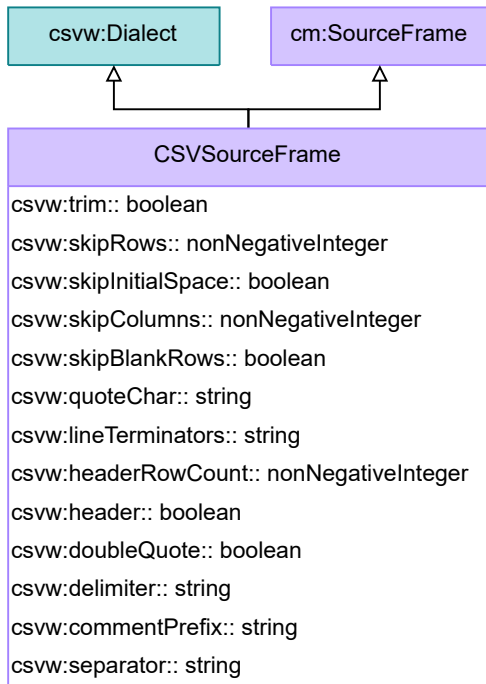 csvw:Dialect
cm:SourceFrame
CSVSourceFrame
csvw:trim:: boolean
csvw:skipRows:: nonNegativeInteger
csvw:skipInitialSpace:: boolean
csvw:skipColumns:: nonNegativeInteger
csvw:skipBlankRows:: boolean
csvw:quoteChar:: string
csvw:lineTerminators:: string
csvw:headerRowCount:: nonNegativeInteger
csvw:header:: boolean
csvw:doubleQuote:: boolean
csvw:delimiter:: string
csvw:commentPrefix:: string
csvw:separator:: string